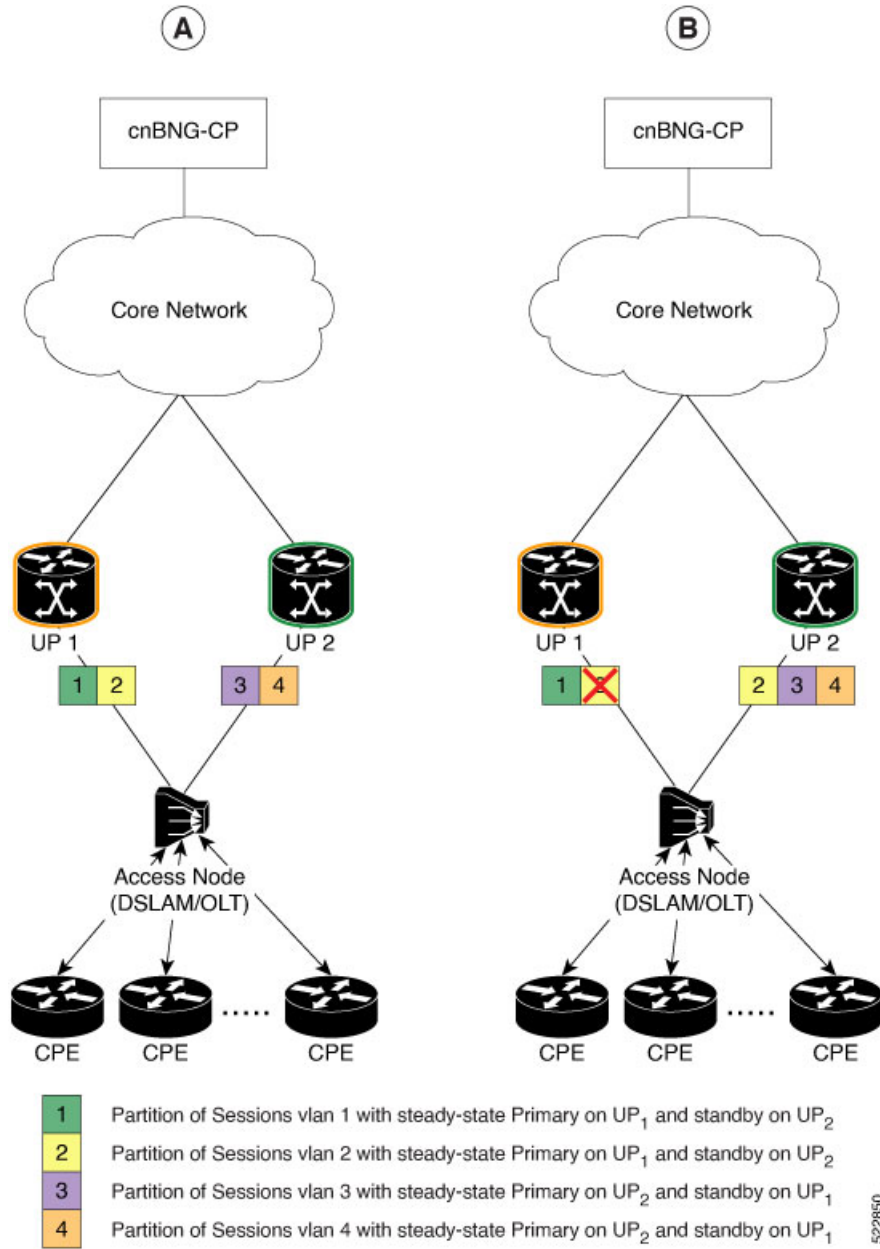 A
B
cnBNG-CP
cnBNG-CP
Core Network
Core Network
UP 1
UP 2
UP 1
UP 2
1 2
3 4
1
2 3 4
Access Node
(DSLAM/OLT)
Access Node
(DSLAM/OLT)
CPE CPE ..... CPE
CPE CPE ..... CPE
1 Partition of Sessions vlan 1 with steady-state Primary on UP1 and standby on UP2
2 Partition of Sessions vlan 2 with steady-state Primary on UP1 and standby on UP2
3 Partition of Sessions vlan 3 with steady-state Primary on UP2 and standby on UP1
4 Partition of Sessions vlan 4 with steady-state Primary on UP2 and standby on UP1
522850